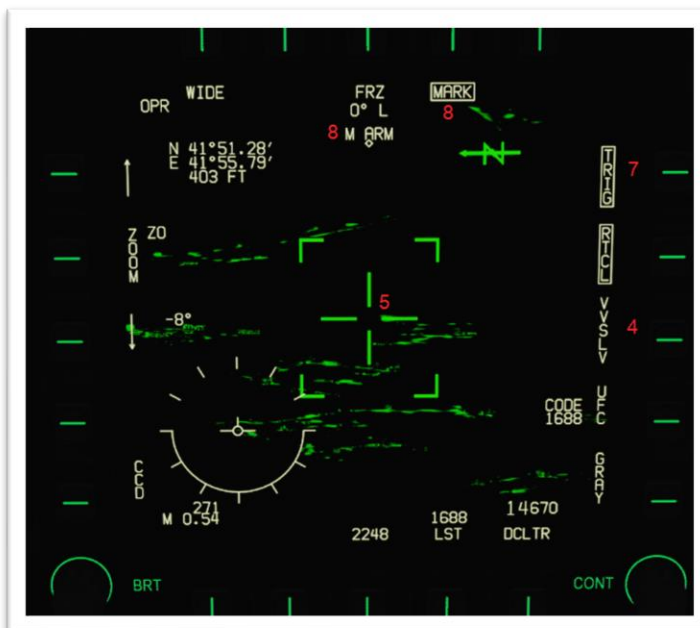 WIDE
OPR
FRZ
0° L
8 M ARM
MARK
8
N 41°51.28'
E 41°55.79'
403 FT
N
TRIG
7
ZOOM
ZO
RTCL
5
-8°
VVSLV
4
UFC
CODE
1688
CCD
GRAY
271
M 0.54
2248
1688
LST
14670
DCLTR
BRT
CONT